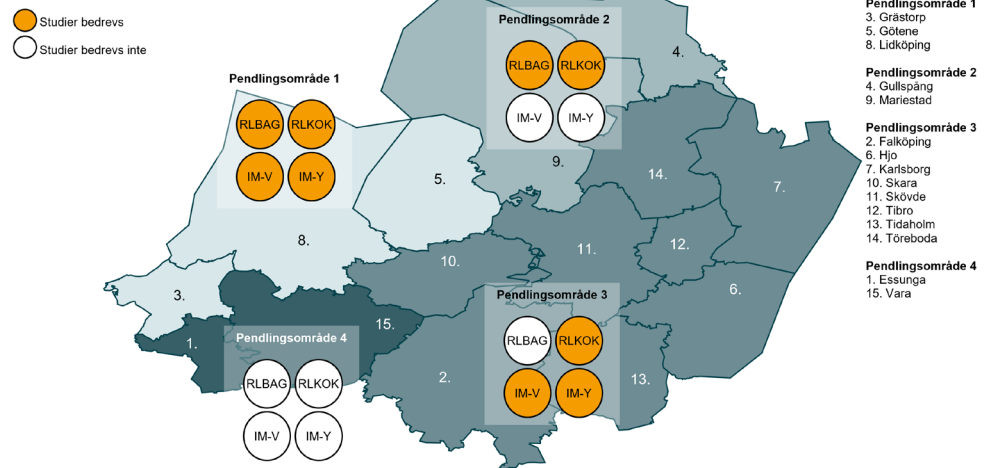 Studier bedrevs
Studier bedrevs inte
Pendlingsområde 1
RLBAG
RLKOK
IM-V
IM-Y
Pendlingsområde 2
RLBAG
RLKOK
IM-V
IM-Y
4.
9.
5.
14.
7.
8.
10.
11.
12.
3.
6.
15.
1.
Pendlingsområde 4
RLBAG
RLKOK
IM-V
IM-Y
2.
Pendlingsområde 3
RLBAG
RLKOK
IM-V
IM-Y
13.
Pendlingsområde 1
3. Grästorp
5. Götene
8. Lidköping
Pendlingsområde 2
4. Gullspång
9. Mariestad
Pendlingsområde 3
2. Falköping
6. Hjo
7. Karlsborg
10. Skara
11. Skövde
12. Tibro
13. Tidaholm
14. Töreboda
Pendlingsområde 4
1. Essunga
15. Vara